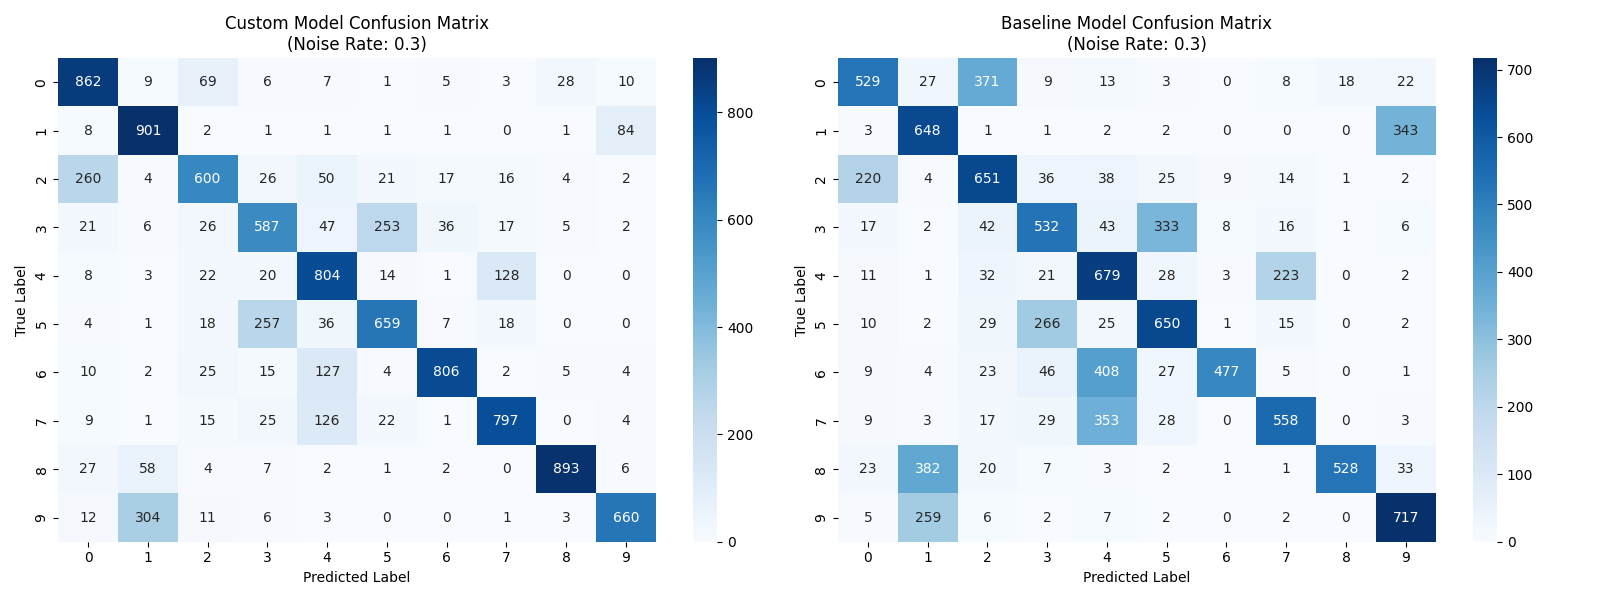 Custom Model Confusion Matrix
(Noise Rate: 0.3)
0 862 9 69 6 7 1 5 3 28 10
1 8 901 2 1 1 1 1 0 1 84
2 260 4 600 26 50 21 17 16 4 2
3 21 6 26 587 47 253 36 17 5 2
4 8 3 22 20 804 14 1 128 0 0
5 4 1 18 257 36 659 7 18 0 0
6 10 2 25 15 127 4 806 2 5 4
7 9 1 15 25 126 22 1 797 0 4
8 27 58 4 7 2 1 2 0 893 6
9 12 304 11 6 3 0 0 1 3 660
0 1 2 3 4 5 6 7 8 9
True Label
Predicted Label
800
600
400
200
0
Baseline Model Confusion Matrix
(Noise Rate: 0.3)
0 529 27 371 9 13 3 0 8 18 22
1 3 648 1 1 2 2 0 0 0 343
2 220 4 651 36 38 25 9 14 1 2
3 17 2 42 532 43 333 8 16 1 6
4 11 1 32 21 679 28 3 223 0 2
5 10 2 29 266 25 650 1 15 0 2
6 9 4 23 46 408 27 477 5 0 1
7 9 3 17 29 353 28 0 558 0 3
8 23 382 20 7 3 2 1 1 528 33
9 5 259 6 2 7 2 0 2 0 717
0 1 2 3 4 5 6 7 8 9
True Label
Predicted Label
700
600
500
400
300
200
100
0